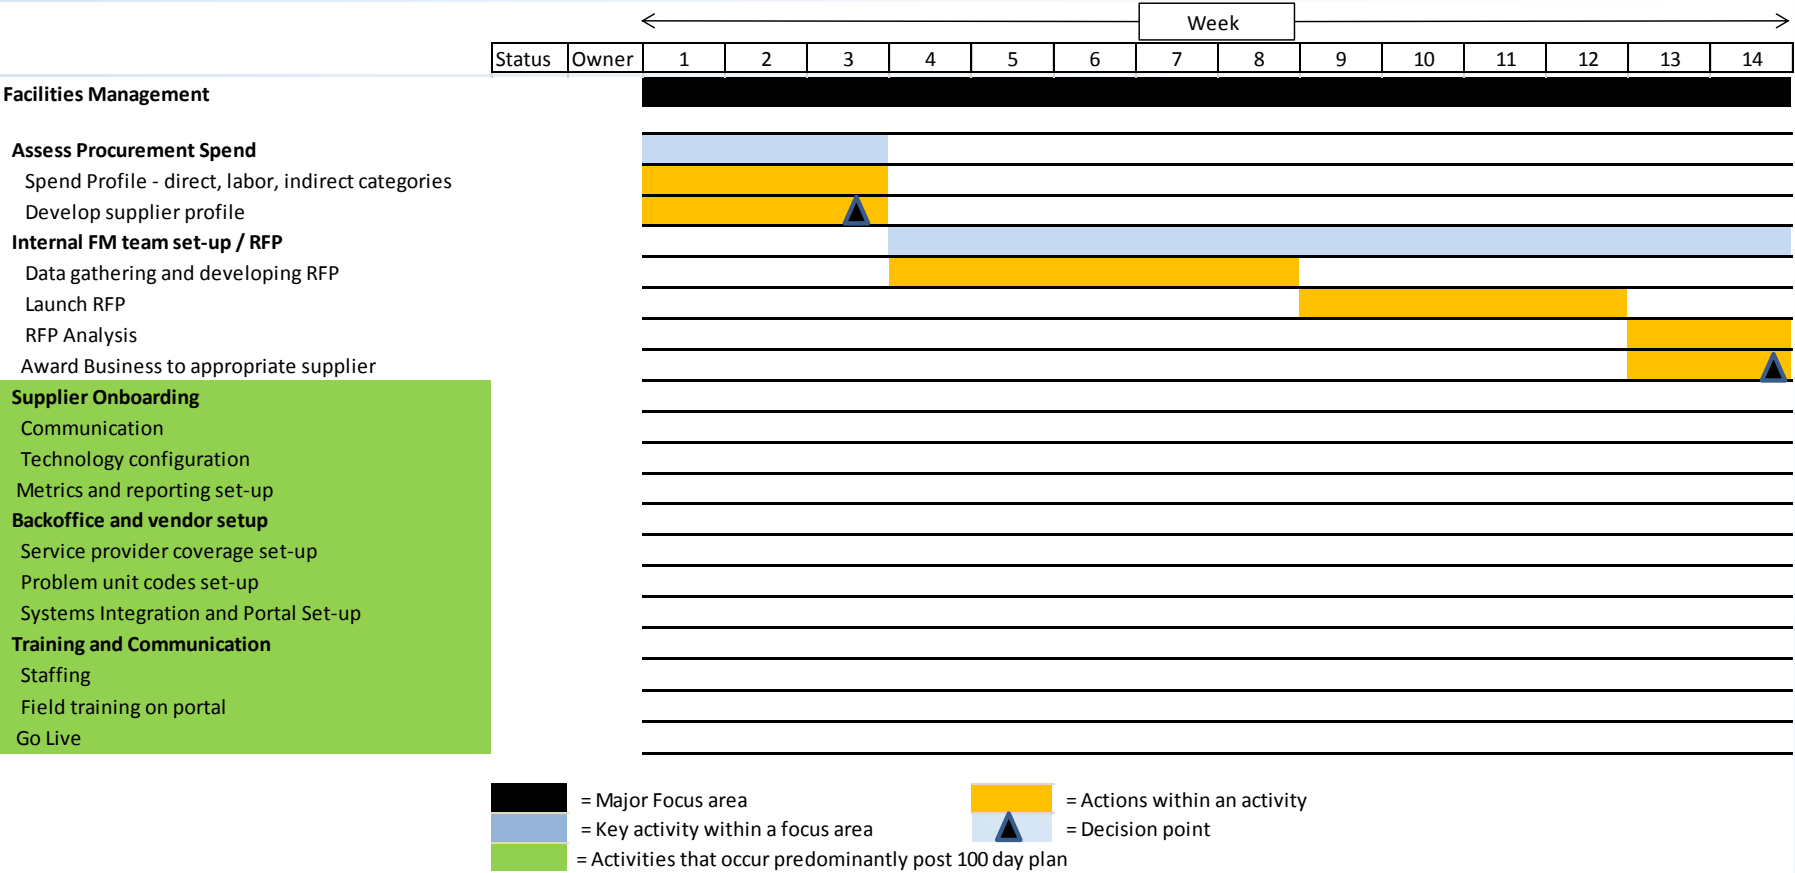 Week
Status Owner 1 2 3 4 5 6 7 8 9 10 11 12 13 14
Facilities Management
Assess Procurement Spend
Spend Profile - direct, labor, indirect categories
Develop supplier profile
Internal FM team set-up / RFP
Data gathering and developing RFP
Launch RFP
RFP Analysis
Award Business to appropriate supplier
Supplier Onboarding
Communication
Technology configuration
Metrics and reporting set-up
Backoffice and vendor setup
Service provider coverage set-up
Problem unit codes set-up
Systems Integration and Portal Set-up
Training and Communication
Staffing
Field training on portal
Go Live
= Major Focus area = Actions within an activity
= Key activity within a focus area = Decision point
= Activities that occur predominantly post 100 day plan